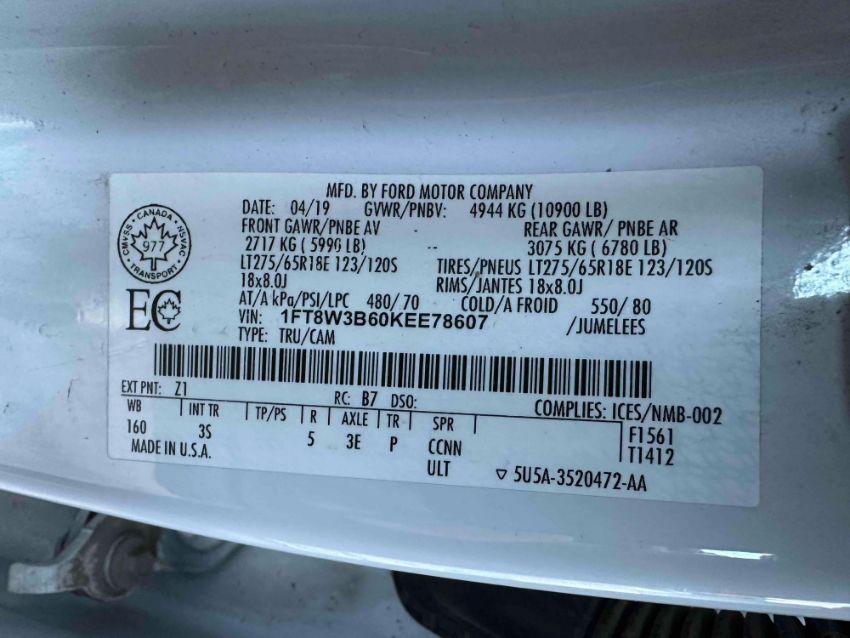 MFD. BY FORD MOTOR COMPANY
DATE: 04/19 GVWR/PNBV: 4944 KG (10900 LB)
FRONT GAWR/PNBE AV REAR GAWR/ PNBE AR
2717 KG ( 5990 LB) 3075 KG ( 6780 LB)
LT275/65R18E 123/120S TIRES/PNEUS LT275/65R18E 123/120S
18x8.0J RIMS/JANTES 18x8.0J
AT/A kPa/PSI/LPC 480/ 70 COLD/A FROID 550/ 80
VIN: 1FT8W3B60KEE78607 /JUMELEES
TYPE: TRU/CAM
CANADA
CMVSS 977 NSVAC
TRANSPORT
EC
EXT PNT: Z1 RC: B7 DSO: COMPLIES: ICES/NMB-002
WB INT TR TP/PS R AXLE TR SPR F1561
160 3S 5 3E P CCNN T1412
MADE IN U.S.A. ULT ▽ 5U5A-3520472-AA